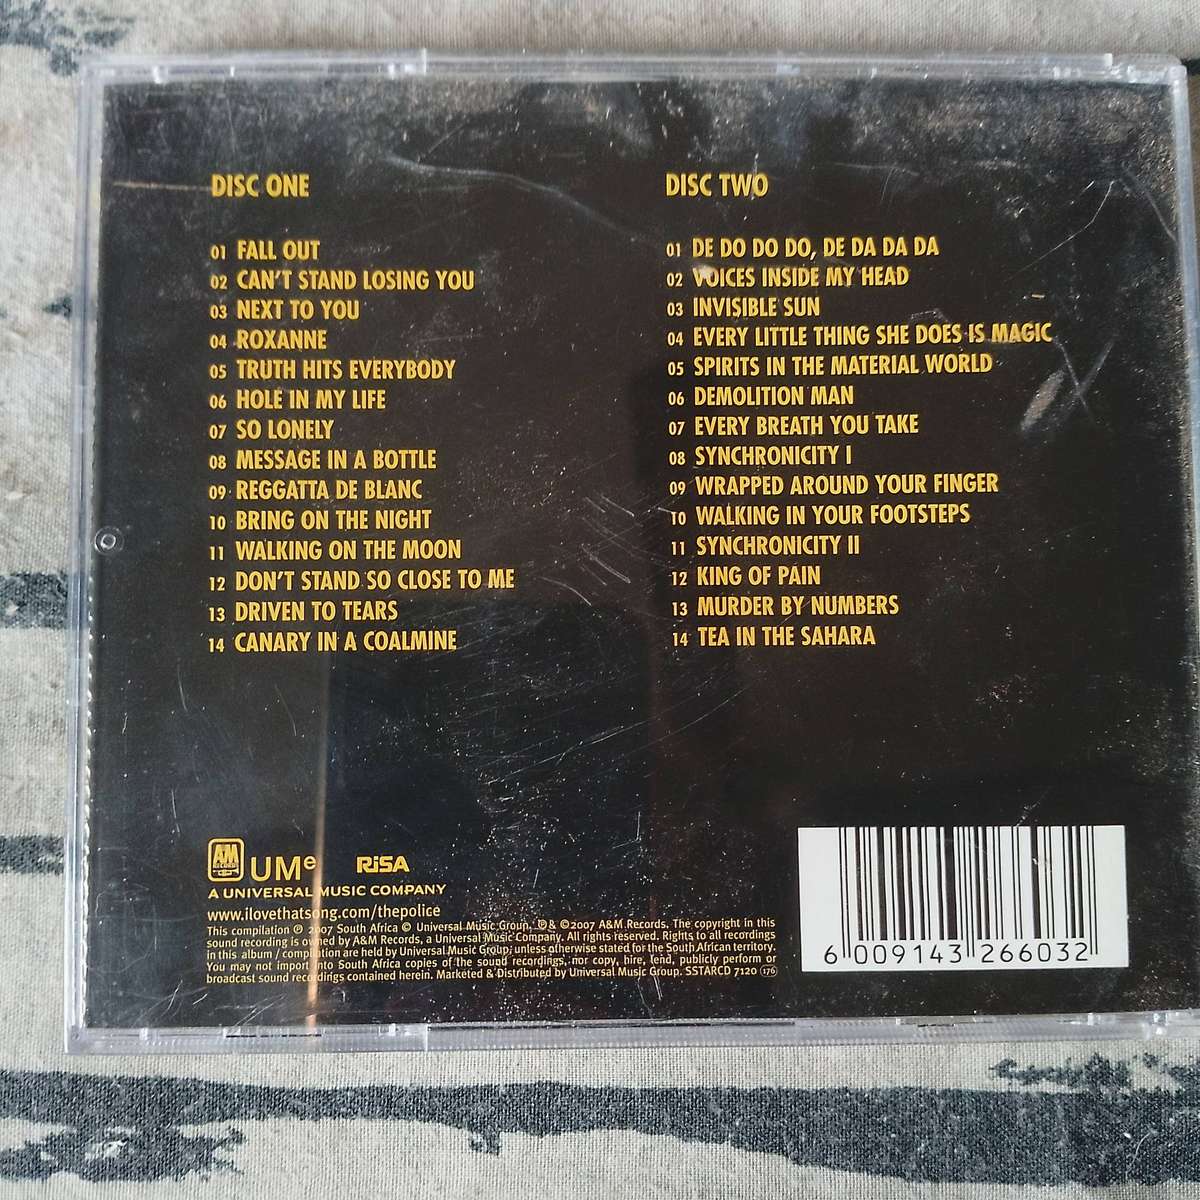 DISC ONE
01 FALL OUT
02 CAN'T STAND LOSING YOU
03 NEXT TO YOU
04 ROXANNE
05 TRUTH HITS EVERYBODY
06 HOLE IN MY LIFE
07 SO LONELY
08 MESSAGE IN A BOTTLE
09 REGGATTA DE BLANC
10 BRING ON THE NIGHT
11 WALKING ON THE MOON
12 DON'T STAND SO CLOSE TO ME
13 DRIVEN TO TEARS
14 CANARY IN A COALMINE
DISC TWO
01 DE DO DO DO, DE DA DA DA
02 VOICES INSIDE MY HEAD
03 INVISIBLE SUN
04 EVERY LITTLE THING SHE DOES IS MAGIC
05 SPIRITS IN THE MATERIAL WORLD
06 DEMOLITION MAN
07 EVERY BREATH YOU TAKE
08 SYNCHRONICITY I
09 WRAPPED AROUND YOUR FINGER
10 WALKING IN YOUR FOOTSTEPS
11 SYNCHRONICITY II
12 KING OF PAIN
13 MURDER BY NUMBERS
14 TEA IN THE SAHARA
A&M RECORDS UMe RiSA
A UNIVERSAL MUSIC COMPANY
www.ilovethatsong.com/thepolice
This compilation ℗ 2007 South Africa © Universal Music Group. ℗ & © 2007 A&M Records. The copyright in this
sound recording is owned by A&M Records, a Universal Music Company. All rights reserved. Rights to all recordings
in this album / compilation are held by Universal Music Group, unless otherwise stated for the South African territory.
You may not import into South Africa copies of the sound recordings, nor copy, hire, lend, publicly perform or
broadcast sound recordings contained herein. Marketed & Distributed by Universal Music Group. SSTARCD 7120 176
6 009143 266032